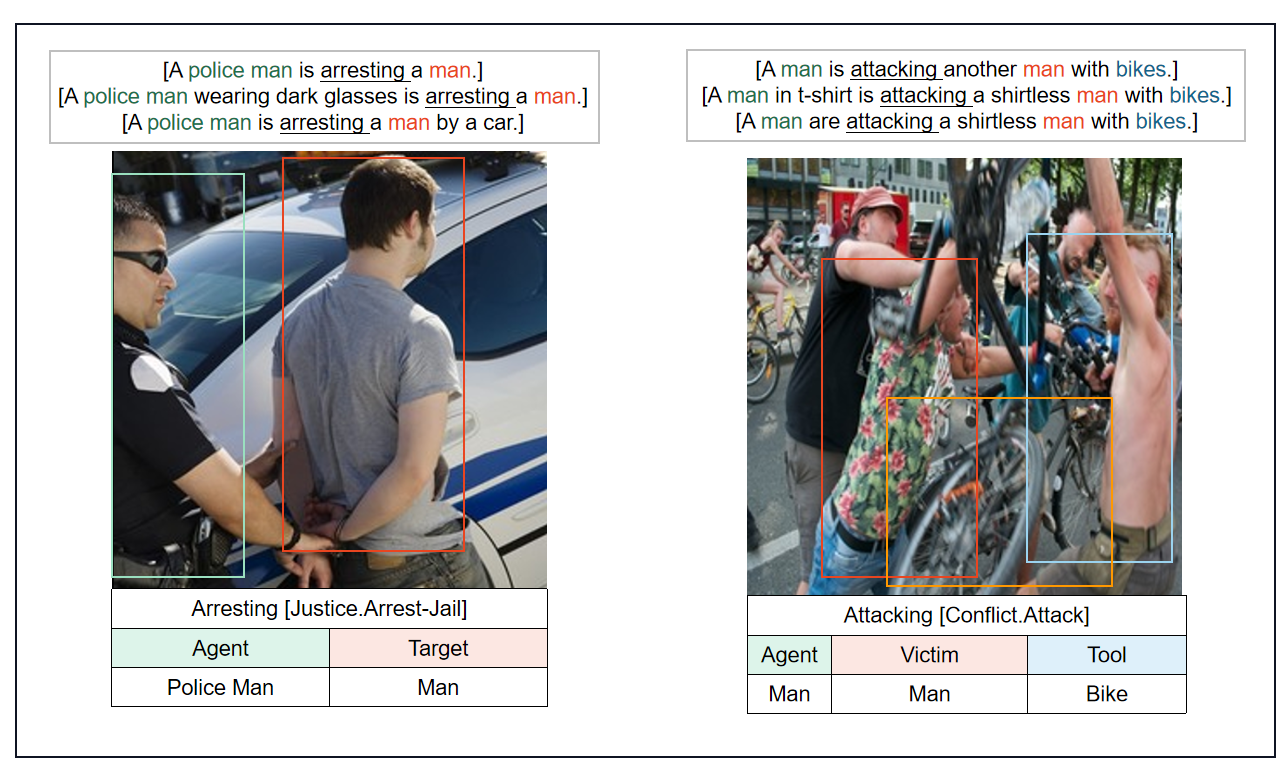 [A police man is arresting a man.]
[A police man wearing dark glasses is arresting a man.]
[A police man is arresting a man by a car.]
Arresting [Justice.Arrest-Jail]
Agent Target
Police Man Man
[A man is attacking another man with bikes.]
[A man in t-shirt is attacking a shirtless man with bikes.]
[A man are attacking a shirtless man with bikes.]
Attacking [Conflict.Attack]
Agent Victim Tool
Man Man Bike